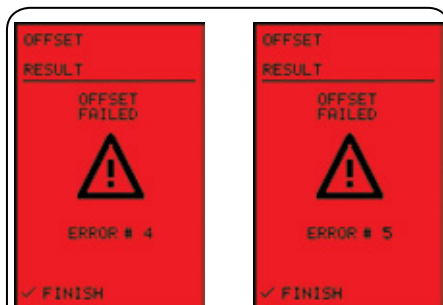 OFFSET
RESULT
OFFSET
FAILED
ERROR # 4
✓ FINISH
OFFSET
RESULT
OFFSET
FAILED
ERROR # 5
✓ FINISH